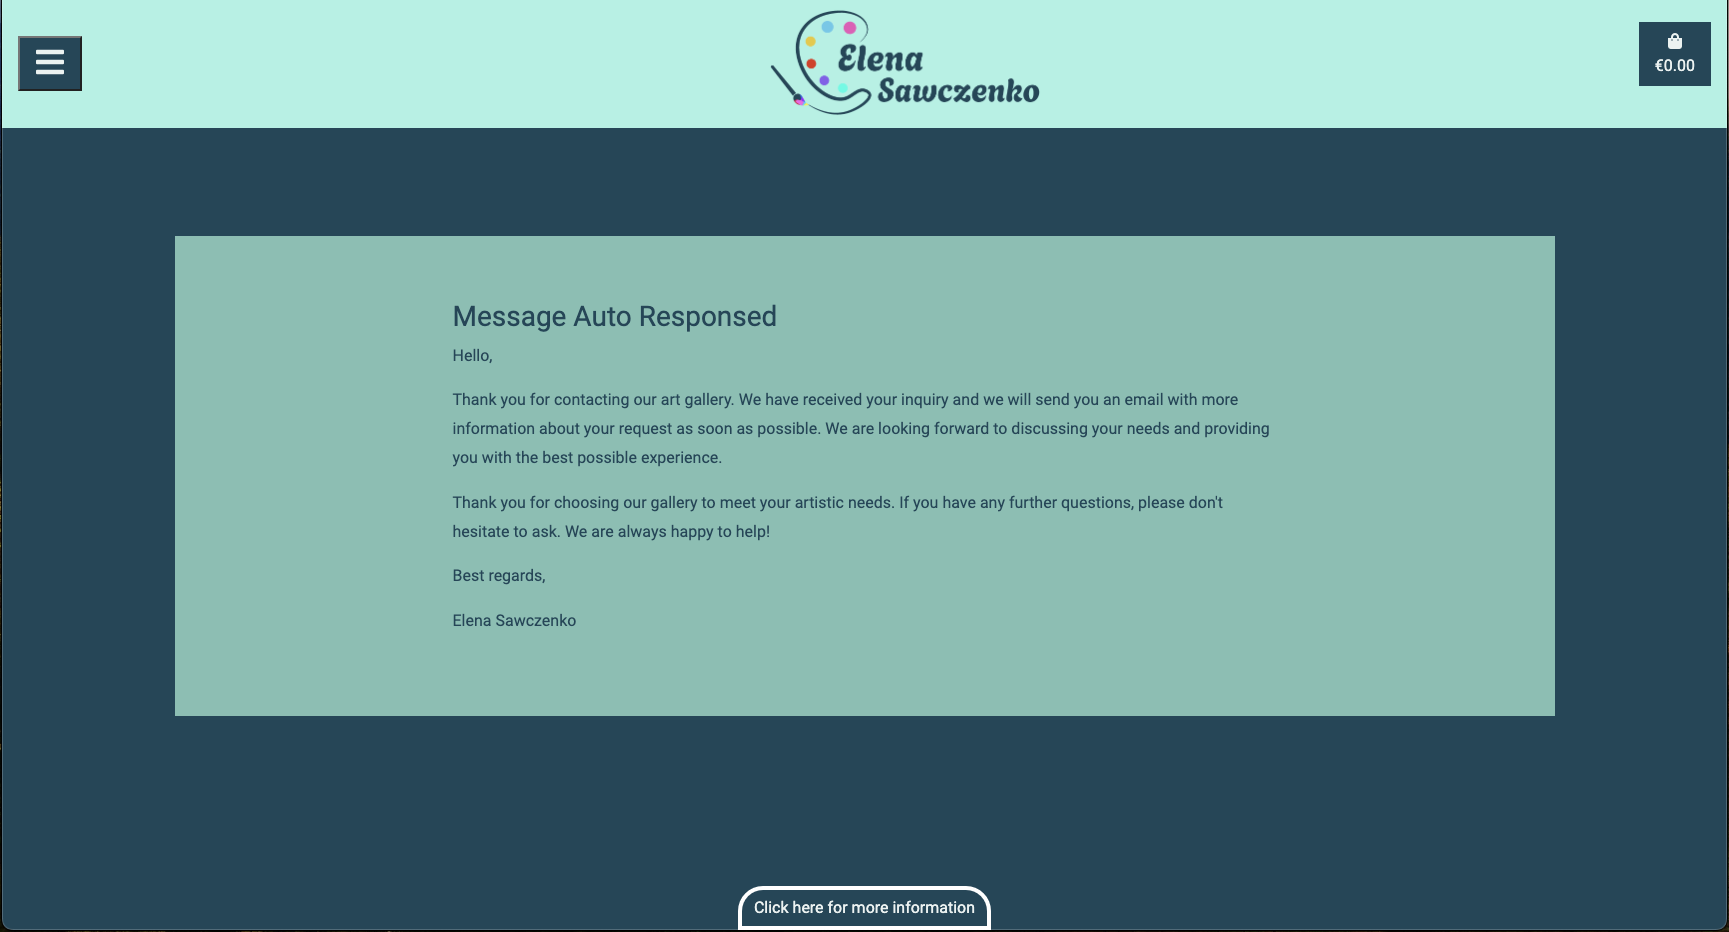 Elena
Sawczenko
€0.00
Message Auto Responsed
Hello,
Thank you for contacting our art gallery. We have received your inquiry and we will send you an email with more
information about your request as soon as possible. We are looking forward to discussing your needs and providing
you with the best possible experience.
Thank you for choosing our gallery to meet your artistic needs. If you have any further questions, please don't
hesitate to ask. We are always happy to help!
Best regards,
Elena Sawczenko
Click here for more information